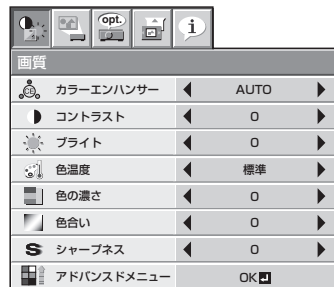 opt.
i
画質
CE カラーエンハンサー AUTO
コントラスト 0
ブライト 0
色温度 標準
色の濃さ 0
色合い 0
S シャープネス 0
アドバンスドメニュー OK